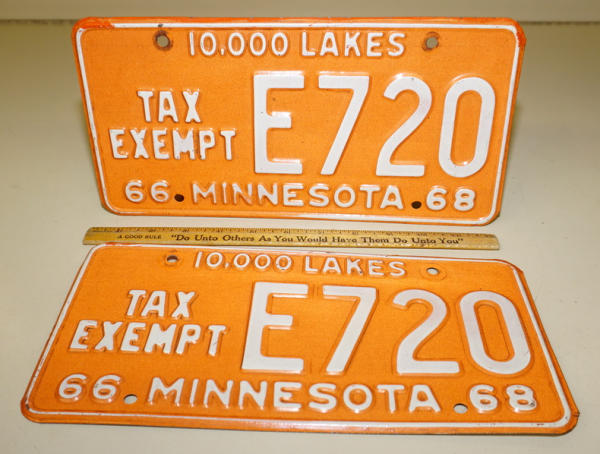 10,000 LAKES
TAX
EXEMPT
E720
66 MINNESOTA 68
A GOOD RULE "Do Unto Others As You Would Have Them Do Unto You"
10,000 LAKES
TAX
EXEMPT
E720
66 MINNESOTA 68